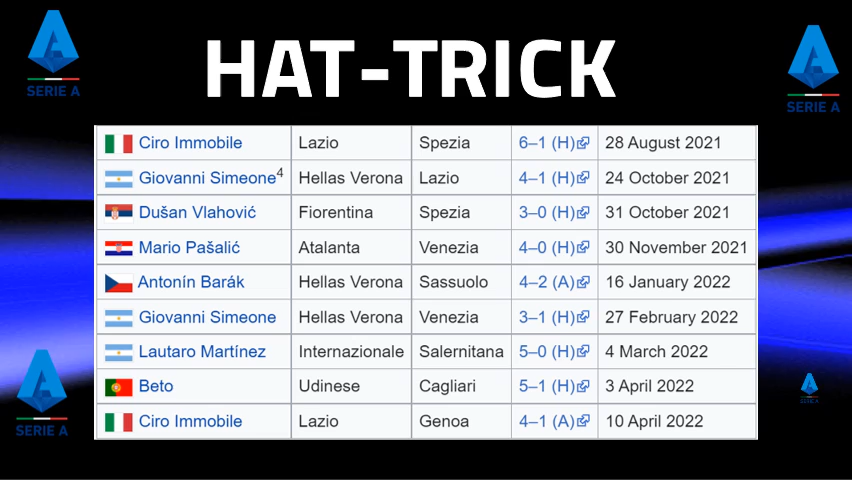 SERIE A
HAT-TRICK
SERIE A
Ciro Immobile Lazio Spezia 6–1 (H) 28 August 2021
Giovanni Simeone4 Hellas Verona Lazio 4–1 (H) 24 October 2021
Dušan Vlahović Fiorentina Spezia 3–0 (H) 31 October 2021
Mario Pašalić Atalanta Venezia 4–0 (H) 30 November 2021
Antonín Barák Hellas Verona Sassuolo 4–2 (A) 16 January 2022
Giovanni Simeone Hellas Verona Venezia 3–1 (H) 27 February 2022
Lautaro Martínez Internazionale Salernitana 5–0 (H) 4 March 2022
Beto Udinese Cagliari 5–1 (H) 3 April 2022
Ciro Immobile Lazio Genoa 4–1 (A) 10 April 2022
SERIE A